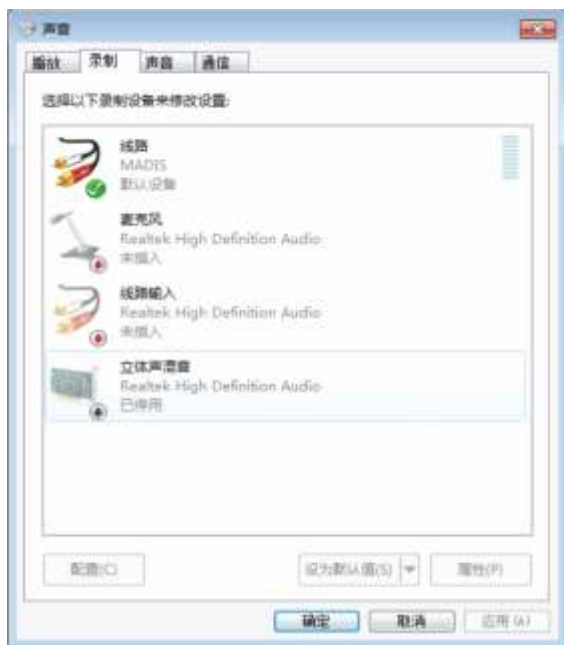 声音
播放 录制 声音 通信
选择以下录制设备来修改设置:
线路
MADIS
默认设备
麦克风
Realtek High Definition Audio
未插入
线路输入
Realtek High Definition Audio
未插入
立体声混音
Realtek High Definition Audio
已停用
配置(C) 设为默认值(S) 属性(P)
确定 取消 应用(A)